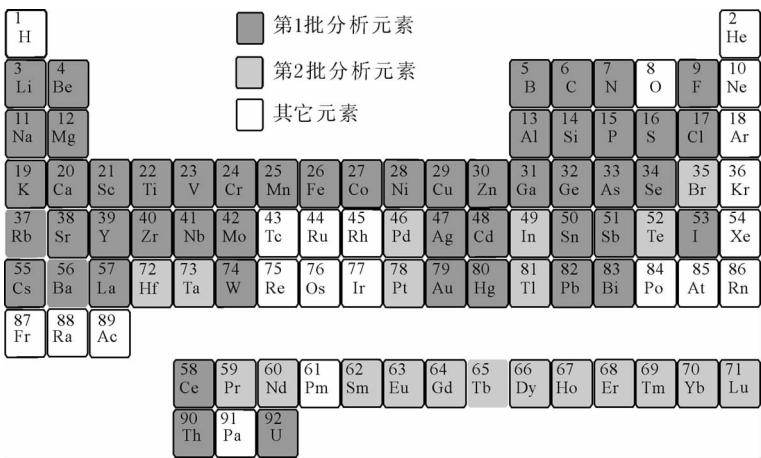 1 2
H 第1批分析元素 He
3 4 第2批分析元素 5 6 7 8 9 10
Li Be B C N O F Ne
11 12 其它元素 13 14 15 16 17 18
Na Mg Al Si P S Cl Ar
19 20 21 22 23 24 25 26 27 28 29 30 31 32 33 34 35 36
K Ca Sc Ti V Cr Mn Fe Co Ni Cu Zn Ga Ge As Se Br Kr
37 38 39 40 41 42 43 44 45 46 47 48 49 50 51 52 53 54
Rb Sr Y Zr Nb Mo Tc Ru Rh Pd Ag Cd In Sn Sb Te I Xe
55 56 57 72 73 74 75 76 77 78 79 80 81 82 83 84 85 86
Cs Ba La Hf Ta W Re Os Ir Pt Au Hg Tl Pb Bi Po At Rn
87 88 89
Fr Ra Ac
58 59 60 61 62 63 64 65 66 67 68 69 70 71
Ce Pr Nd Pm Sm Eu Gd Tb Dy Ho Er Tm Yb Lu
90 91 92
Th Pa U